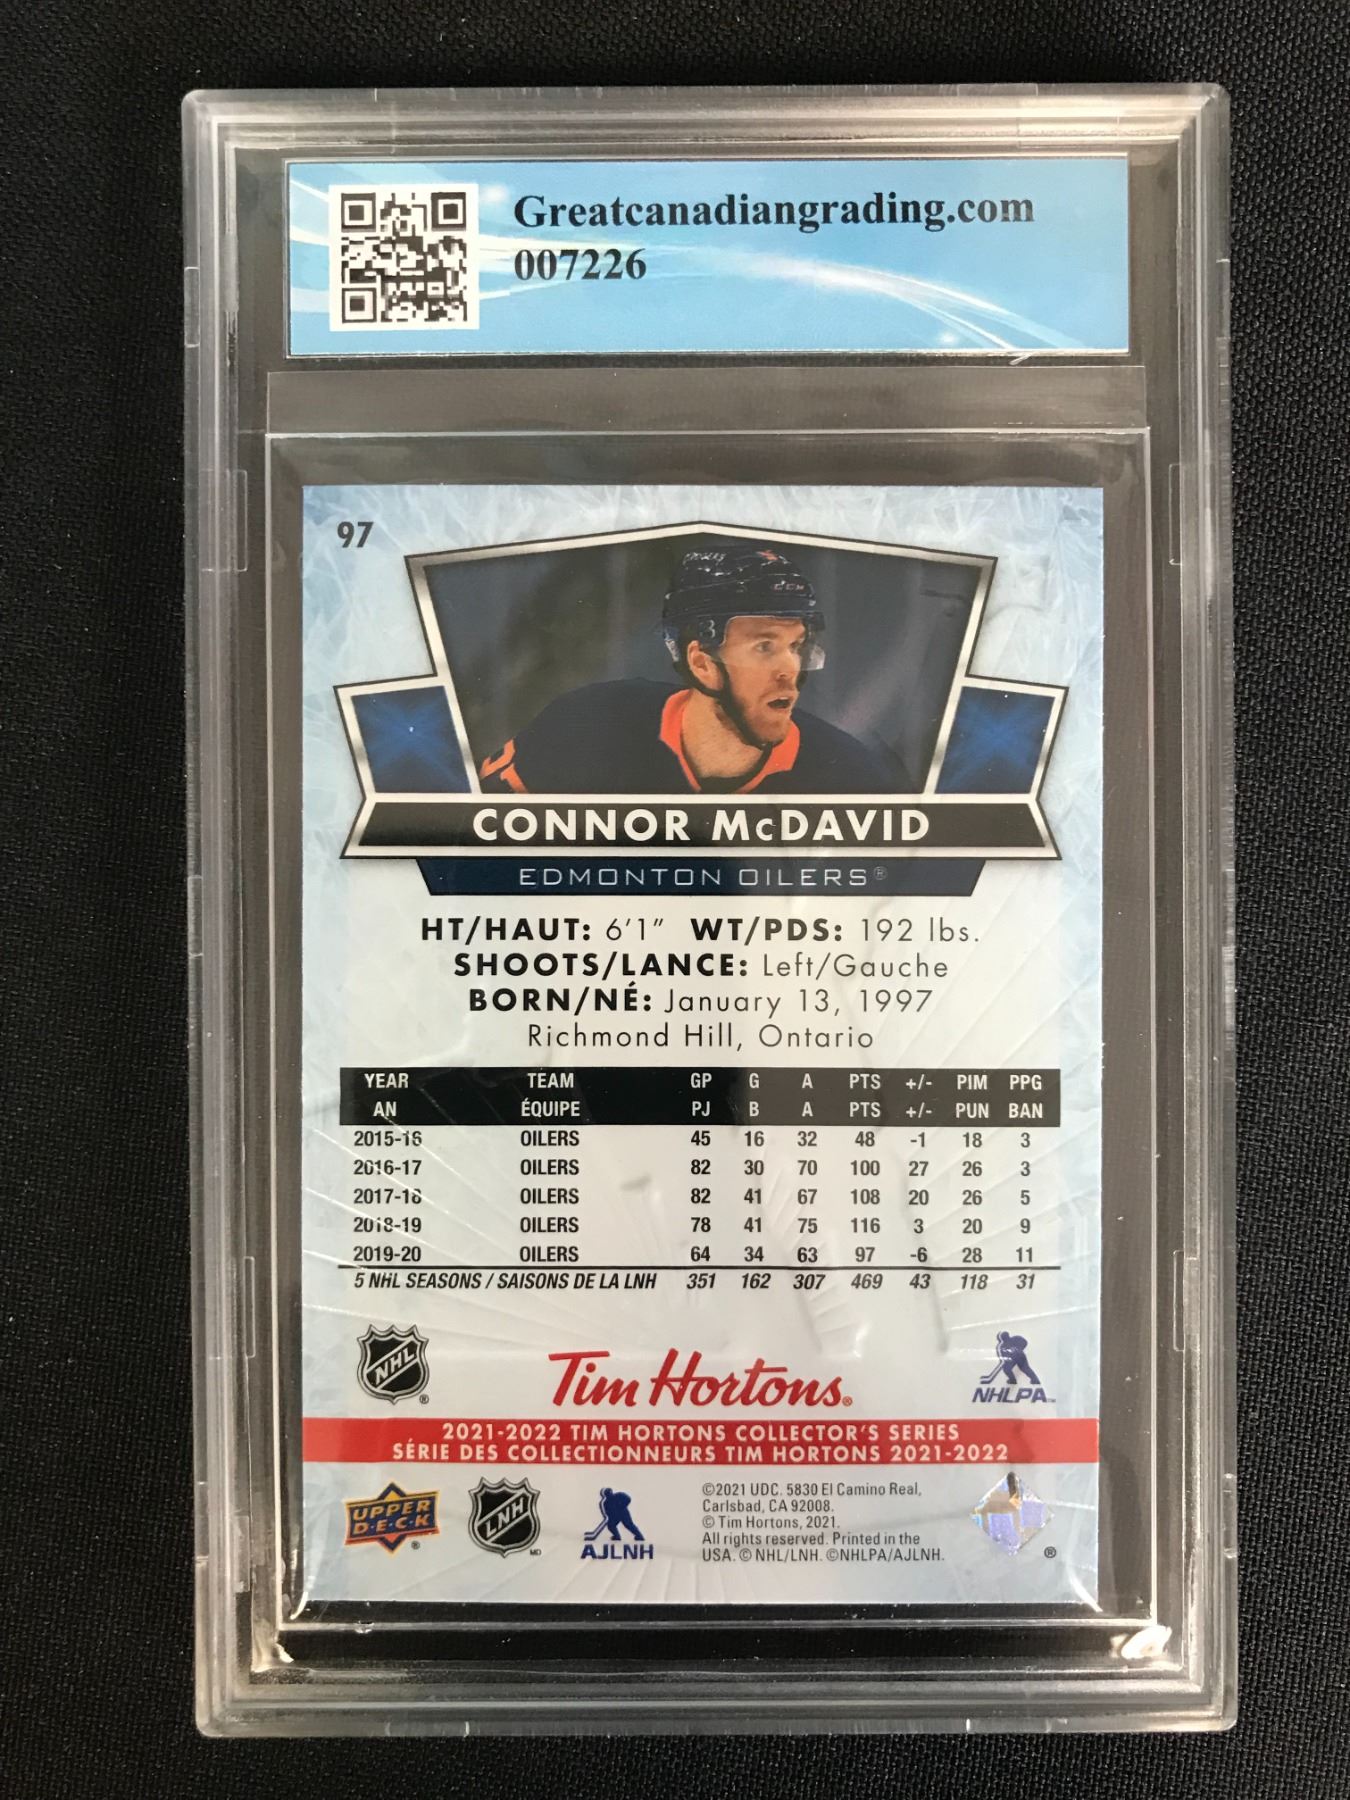 Greatcanadiangrading.com
007226
97
OILERS
CCM
CONNOR McDAVID
EDMONTON OILERS®
HT/HAUT: 6'1" WT/PDS: 192 lbs.
SHOOTS/LANCE: Left/Gauche
BORN/NÉ: January 13, 1997
Richmond Hill, Ontario
YEAR TEAM GP G A PTS +/- PIM PPG
AN ÉQUIPE PJ B A PTS +/- PUN BAN
2015-16 OILERS 45 16 32 48 -1 18 3
2016-17 OILERS 82 30 70 100 27 26 3
2017-18 OILERS 82 41 67 108 20 26 5
2018-19 OILERS 78 41 75 116 3 20 9
2019-20 OILERS 64 34 63 97 -6 28 11
5 NHL SEASONS / SAISONS DE LA LNH 351 162 307 469 43 118 31
NHL ®
Tim Hortons®
NHLPA™
2021-2022 TIM HORTONS COLLECTOR'S SERIES
SÉRIE DES COLLECTIONNEURS TIM HORTONS 2021-2022
UPPER
D·E·C·K ®
LNH MD
AJLNH
©2021 UDC. 5830 El Camino Real,
Carlsbad, CA 92008.
© Tim Hortons, 2021.
All rights reserved. Printed in the
USA. © NHL/LNH. ©NHLPA/AJLNH.
®